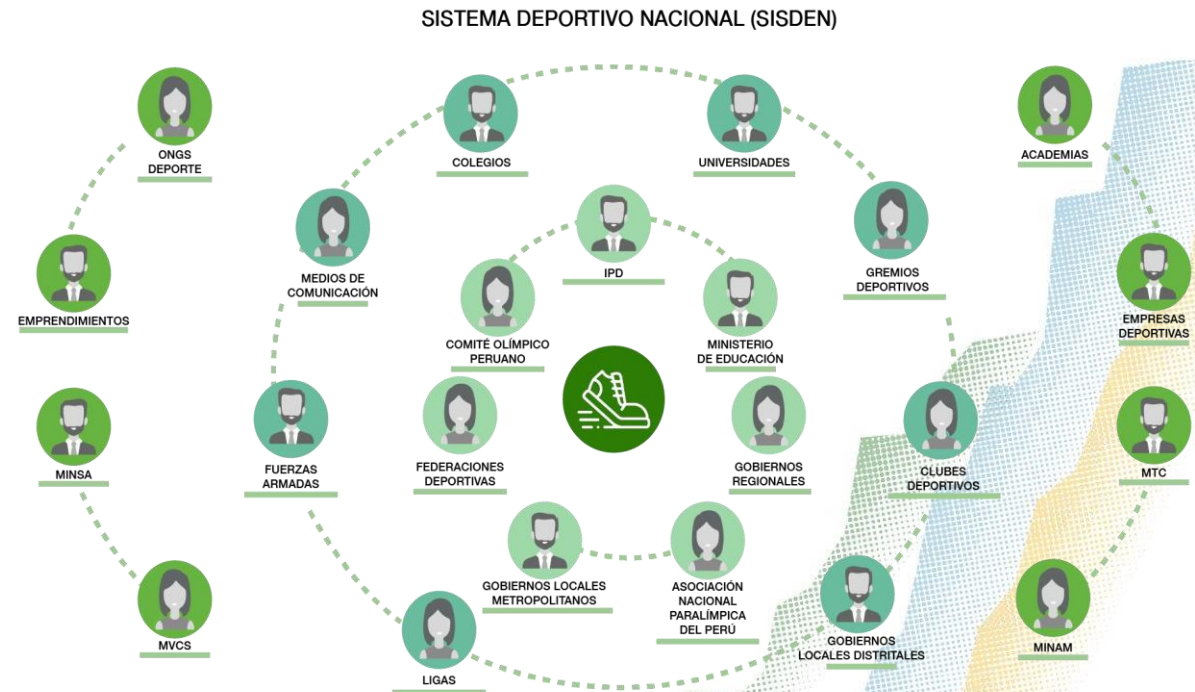 SISTEMA DEPORTIVO NACIONAL (SISDEN)
ONGS
DEPORTE
COLEGIOS
UNIVERSIDADES
ACADEMIAS
MEDIOS DE
COMUNICACIÓN
IPD
GREMIOS
DEPORTIVOS
EMPRENDIMIENTOS
COMITÉ OLÍMPICO
PERUANO
MINISTERIO
DE EDUCACIÓN
EMPRESAS
DEPORTIVAS
MINSA
FUERZAS
ARMADAS
FEDERACIONES
DEPORTIVAS
GOBIERNOS
REGIONALES
CLUBES
DEPORTIVOS
MTC
GOBIERNOS LOCALES
METROPOLITANOS
ASOCIACIÓN
NACIONAL
PARALÍMPICA
DEL PERÚ
MVCS
LIGAS
GOBIERNOS
LOCALES DISTRITALES
MINAM